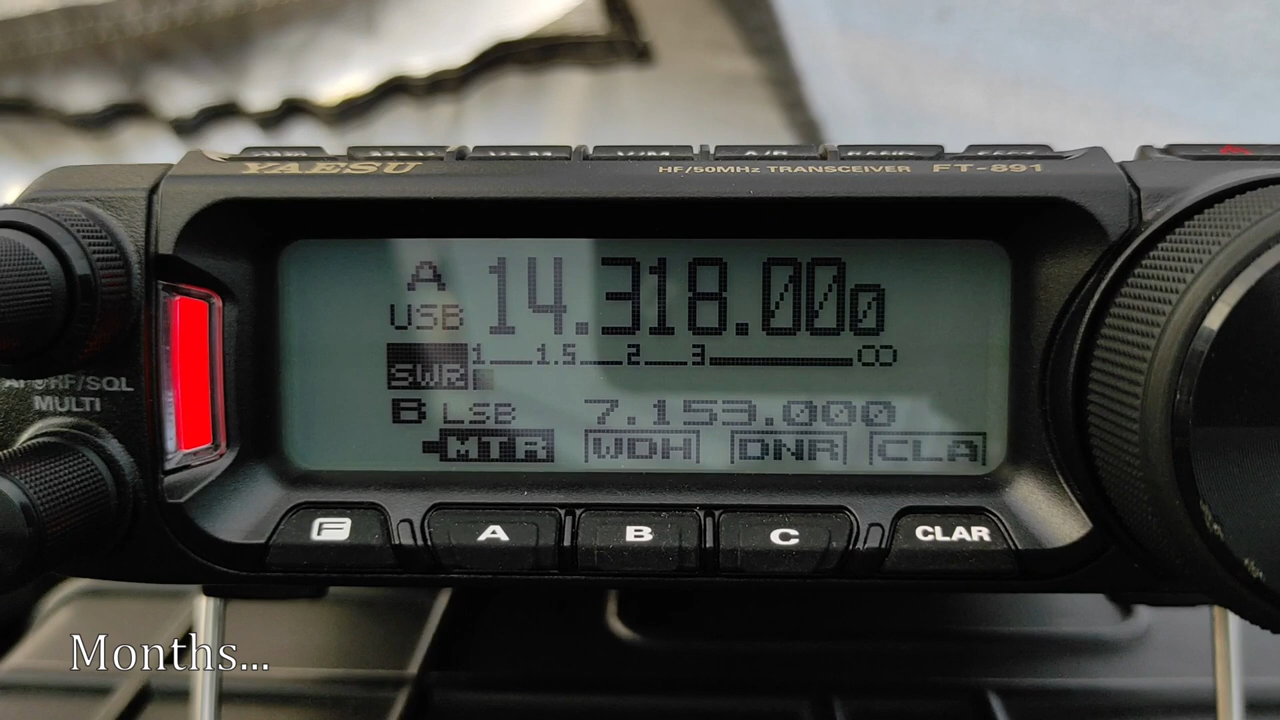 YAESU HF/50MHz TRANSCEIVER FT-891
A 14.318.000
USB
1 1.5 2 3 ∞
SWR
B LSB 7.153.000
MTR WDH DNR CLA
MULTI
F A B C CLAR
Months...